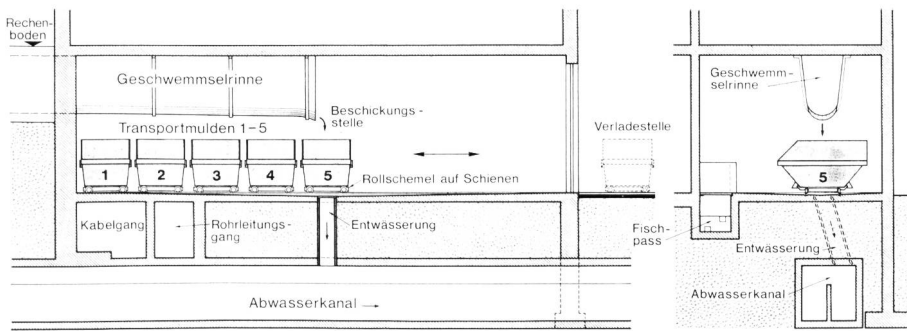 Rechen-
boden
Geschwemmselrinne
Beschickungs-
stelle
Transportmulden 1–5
Verladestelle
1 2 3 4 5
Rollschemel auf Schienen
Kabelgang
Rohrleitungs-
gang
Entwässerung
Abwasserkanal
Geschwemm-
selrinne
5
Fisch-
pass
Entwässerung
Abwasserkanal